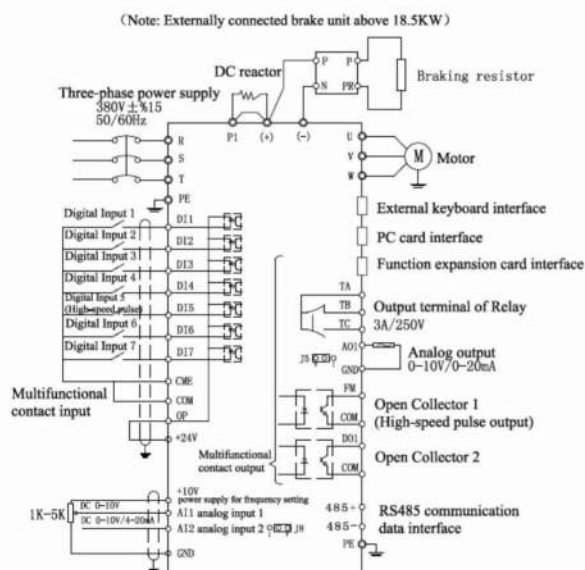 (Note: Externally connected brake unit above 18.5KW)
DC reactor
P
P
N
PR
Braking resistor
Three-phase power supply
380V±%15
50/60Hz
P1
(+)
(-)
R
S
T
PE
U
V
W
M
Motor
External keyboard interface
PC card interface
Function expansion card interface
Digital Input 1
DI1
Digital Input 2
DI2
Digital Input 3
DI3
Digital Input 4
DI4
Digital Input 5
(High-speed pulse)
DI5
Digital Input 6
DI6
Digital Input 7
DI7
CME
COM
OP
+24V
Multifunctional
contact input
TA
TB
TC
Output terminal of Relay
3A/250V
J5
AO1
GND
Analog output
0-10V/0-20mA
FM
COM
Open Collector 1
(High-speed pulse output)
Multifunctional
contact output
DO1
COM
Open Collector 2
+10V
power supply for frequency setting
1K-5K
DC 0-10V
AI1 analog input 1
DC 0-10V/4-20mA
AI2 analog input 2
J8
GND
485+
485-
RS485 communication
data interface
PE